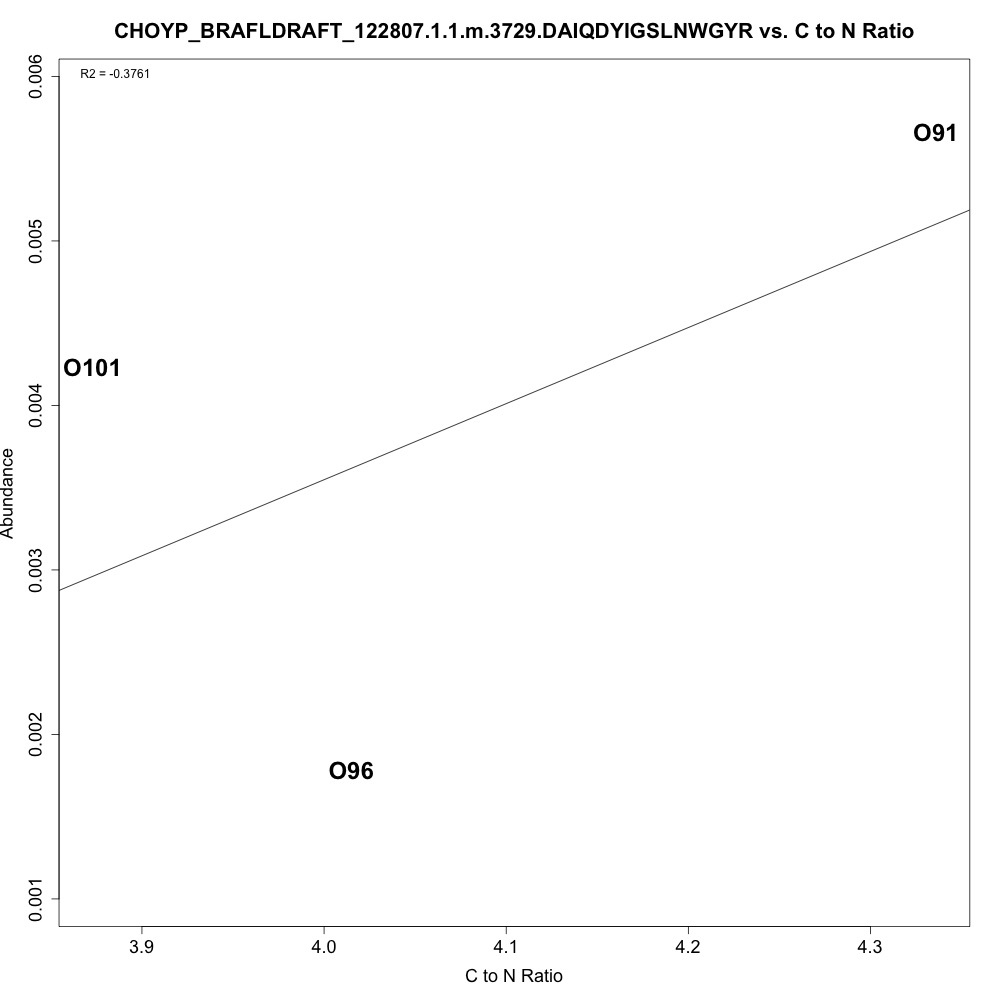 CHOYP_BRAFLDRAFT_122807.1.1.m.3729.DAIQDYIGSLNWGYR vs. C to N Ratio
R2 = -0.3761
0.006
O91
0.005
O101
0.004
Abundance
0.003
0.002
O96
0.001
3.9 4.0 4.1 4.2 4.3
C to N Ratio